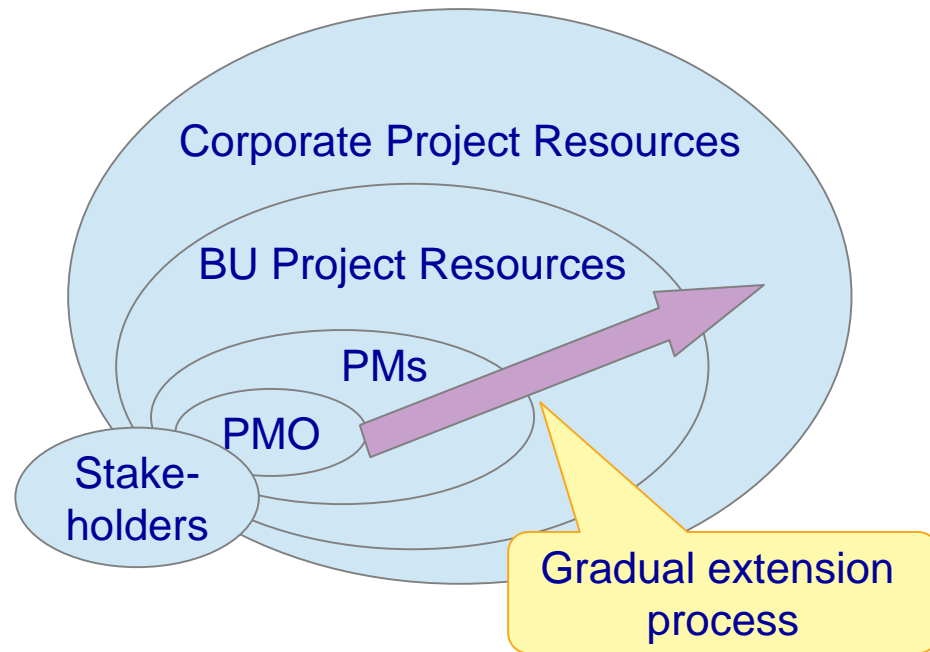 Corporate Project Resources
BU Project Resources
PMs
PMO
Stake-
holders
Gradual extension
process